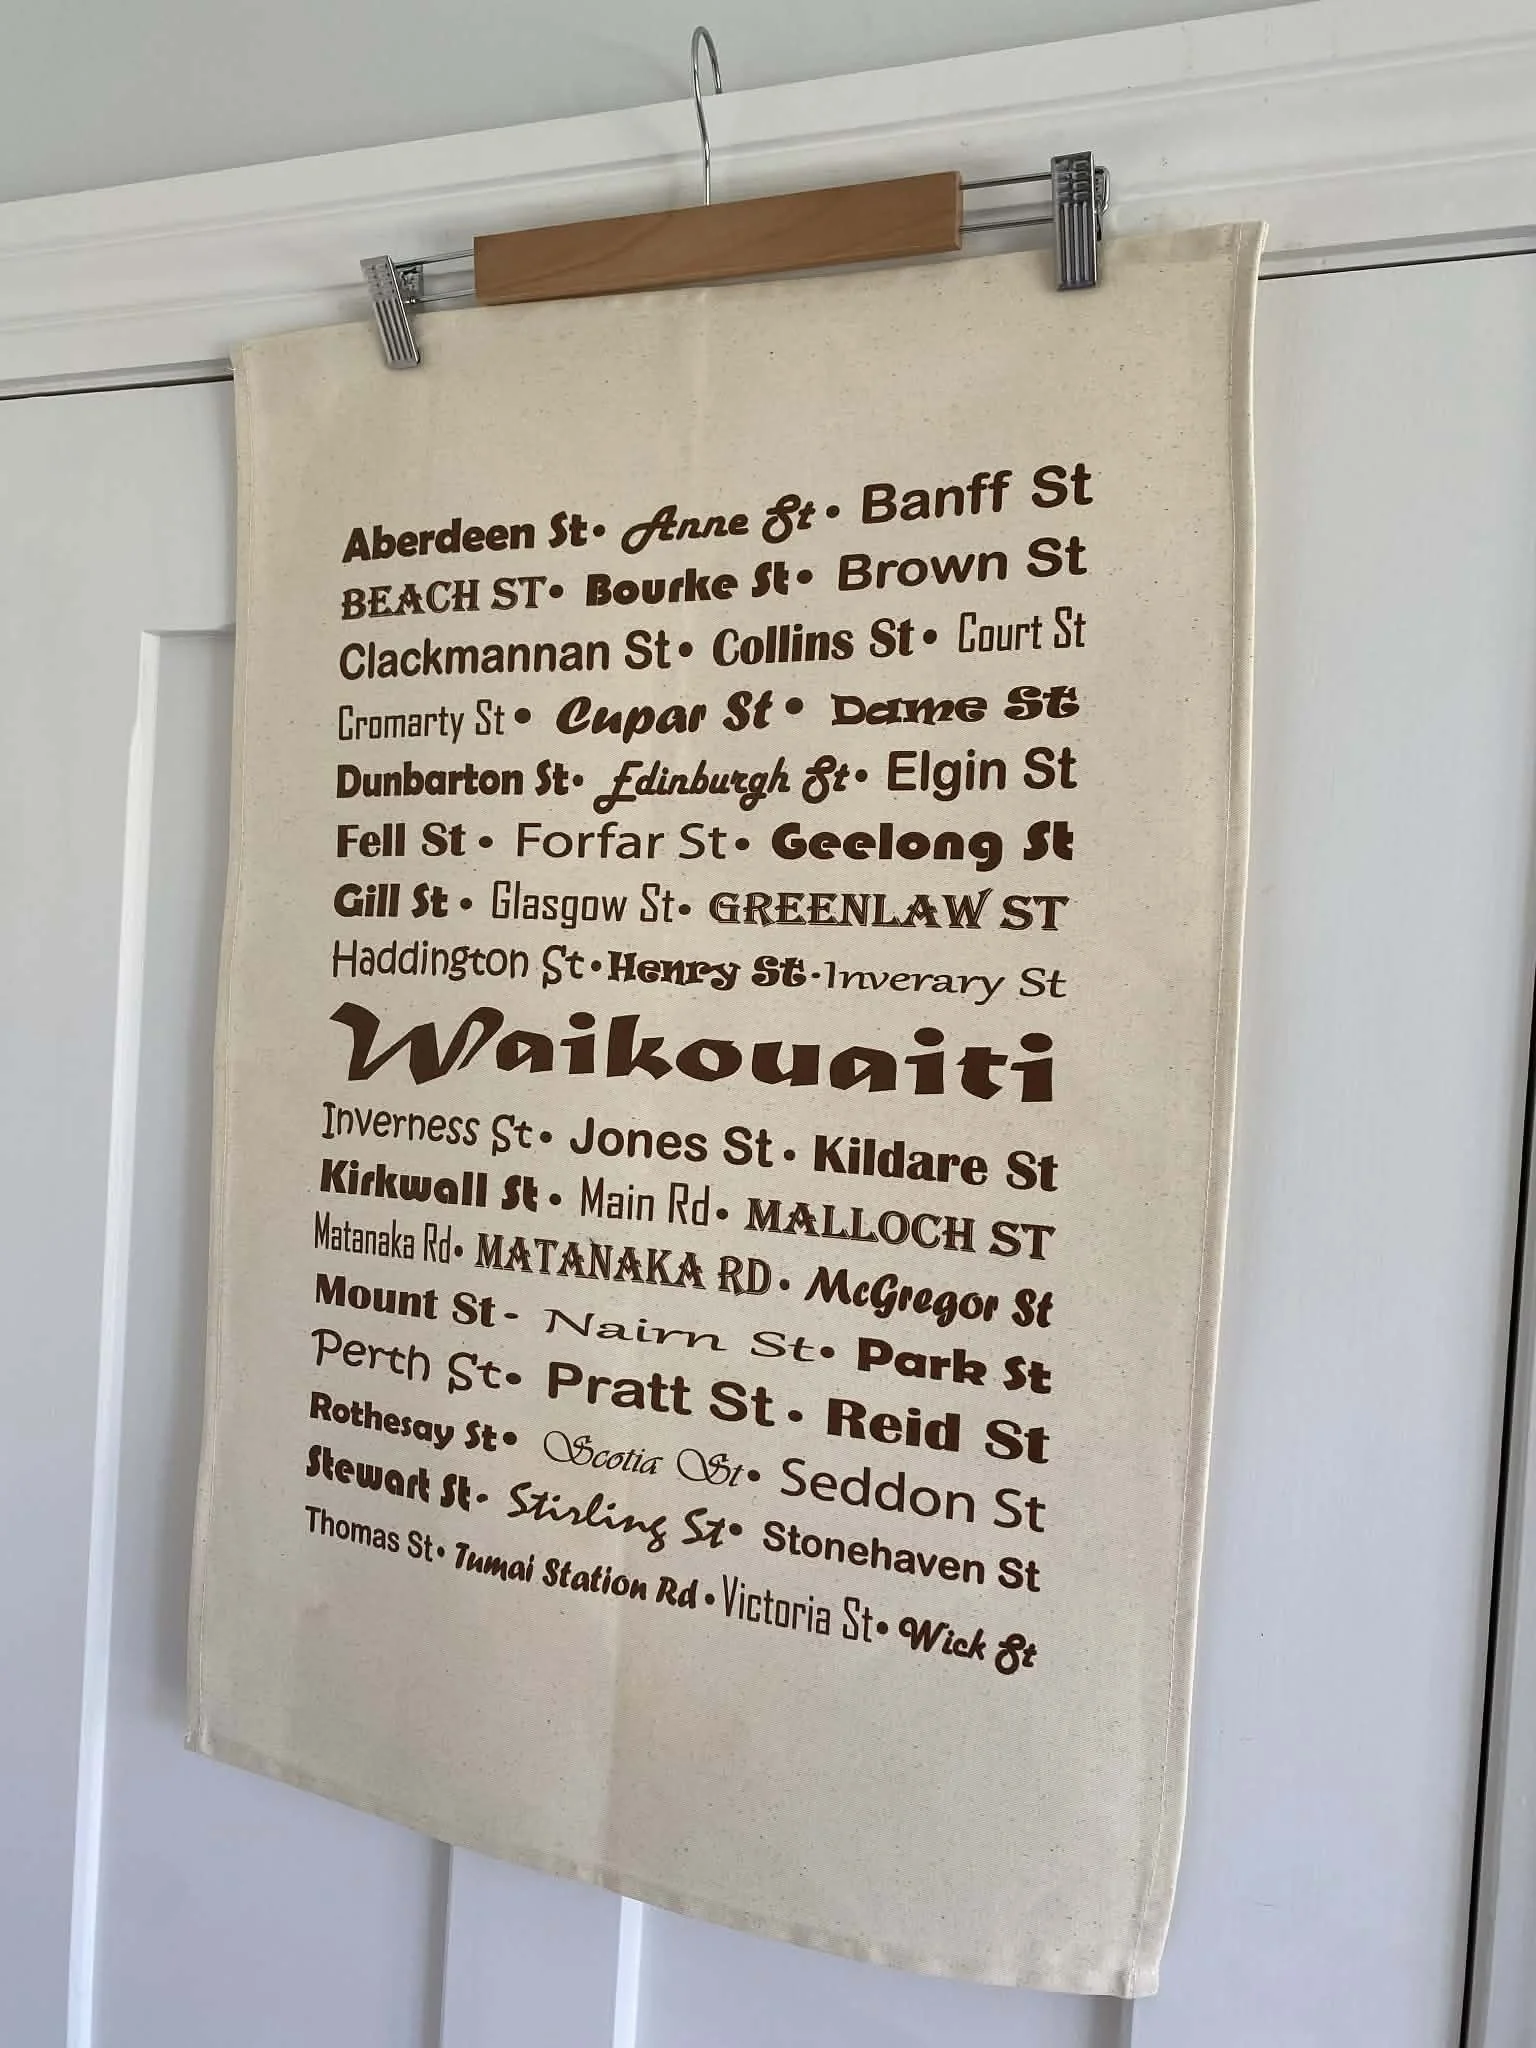 Aberdeen St• Anne St • Banff St
BEACH ST• Bourke St• Brown St
Clackmannan St• Collins St• Court St
Cromarty St• Cupar St • Dame St
Dunbarton St• Edinburgh St• Elgin St
Fell St • Forfar St• Geelong St
Gill St • Glasgow St• GREENLAW ST
Haddington St•Henry St•Inverary St
Waikouaiti
Inverness St• Jones St • Kildare St
Kirkwall St • Main Rd• MALLOCH ST
Matanaka Rd• MATANAKA RD• McGregor St
Mount St- Nairn St• Park St
Perth St• Pratt St • Reid St
Rothesay St• Scotia St• Seddon St
Stewart St• Stirling St• Stonehaven St
Thomas St• Tumai Station Rd •Victoria St• Wick St